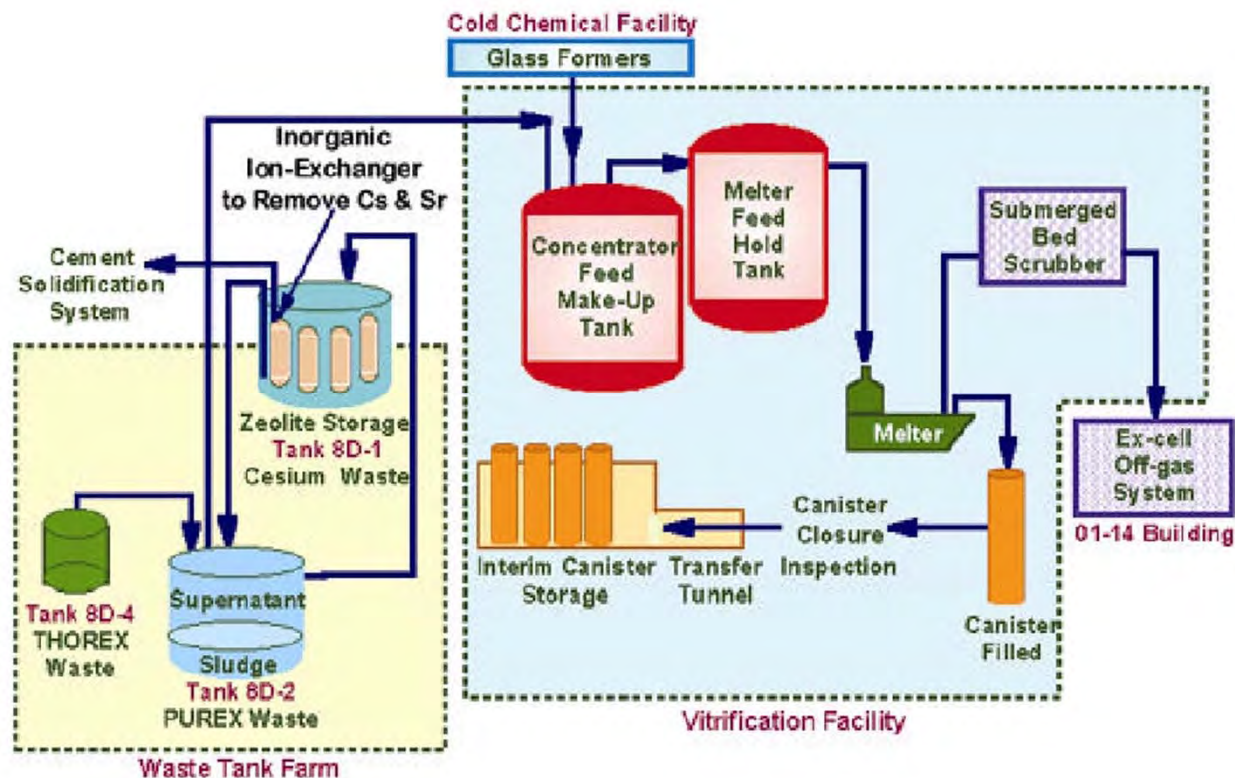 Cold Chemical Facility
Glass Formers
Inorganic
Ion-Exchanger
to Remove Cs & Sr
Cement
Solidification
System
Zeolite Storage
Tank 8D-1
Cesium Waste
Tank 8D-4
THOREX
Waste
Supernatant
Sludge
Tank 8D-2
PUREX Waste
Waste Tank Farm
Concentrator
Feed
Make-Up
Tank
Melter
Feed
Hold
Tank
Submerged
Bed
Scrubber
Melter
Ex-cell
Off-gas
System
01-14 Building
Canister
Closure
Inspection
Interim Canister
Storage
Transfer
Tunnel
Canister
Filled
Vitrification Facility